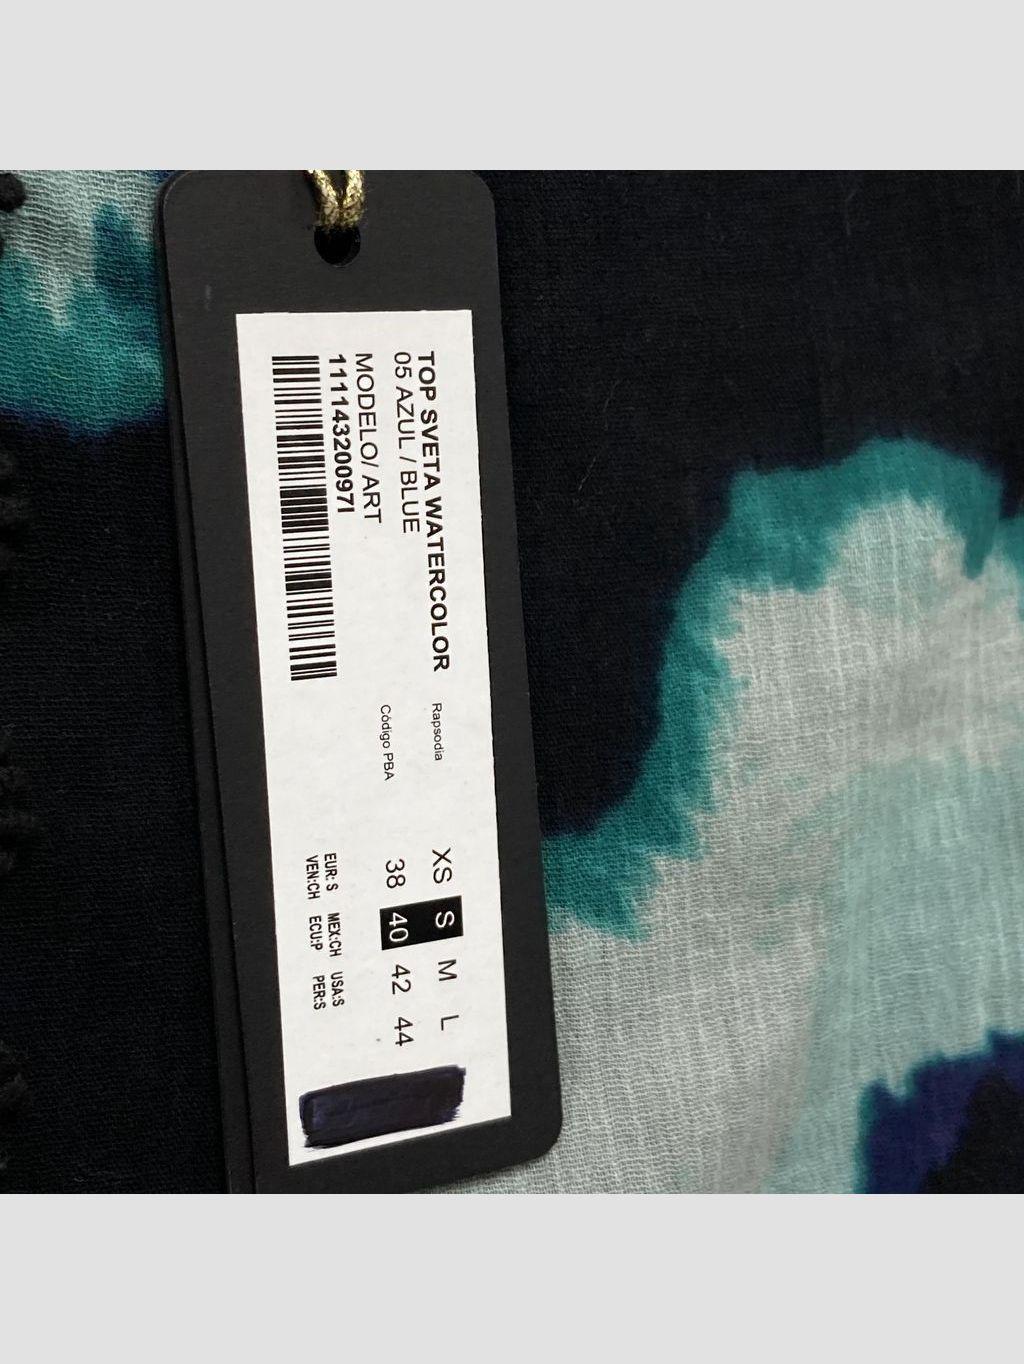 TOP SVETA WATERCOLOR
05 AZUL / BLUE
MODELO/ ART
11114320097I
Rapsodia
Código PBA
XS S M L
38 40 42 44
EUR: S MEX:CH USA:S
VEN:CH ECU:P PER:S